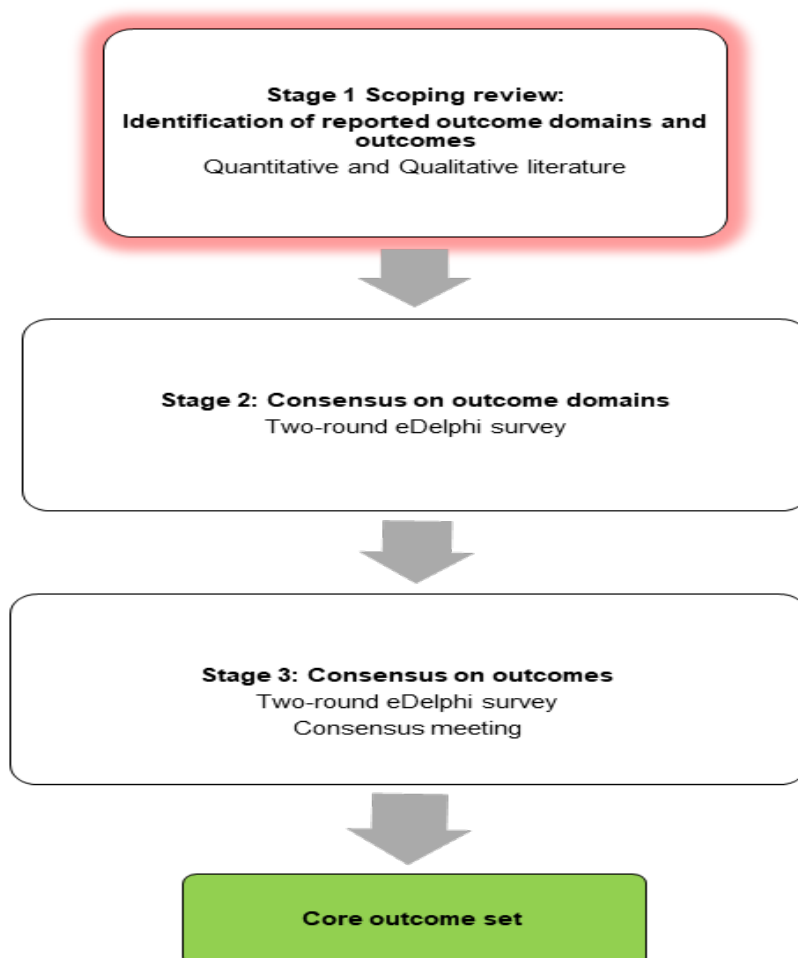 Stage 1 Scoping review:
Identification of reported outcome domains and
outcomes
Quantitative and Qualitative literature
Stage 2: Consensus on outcome domains
Two-round eDelphi survey
Stage 3: Consensus on outcomes
Two-round eDelphi survey
Consensus meeting
Core outcome set